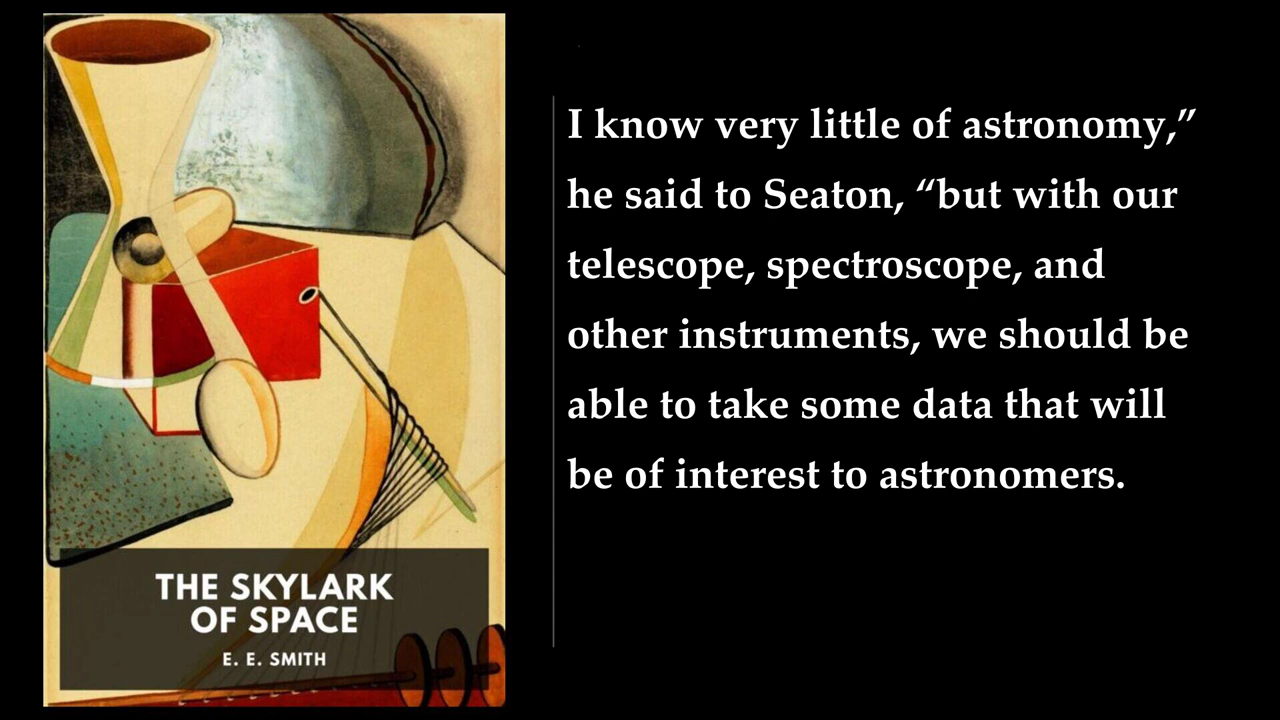 THE SKYLARK
OF SPACE
E. E. SMITH
I know very little of astronomy,”
he said to Seaton, “but with our
telescope, spectroscope, and
other instruments, we should be
able to take some data that will
be of interest to astronomers.